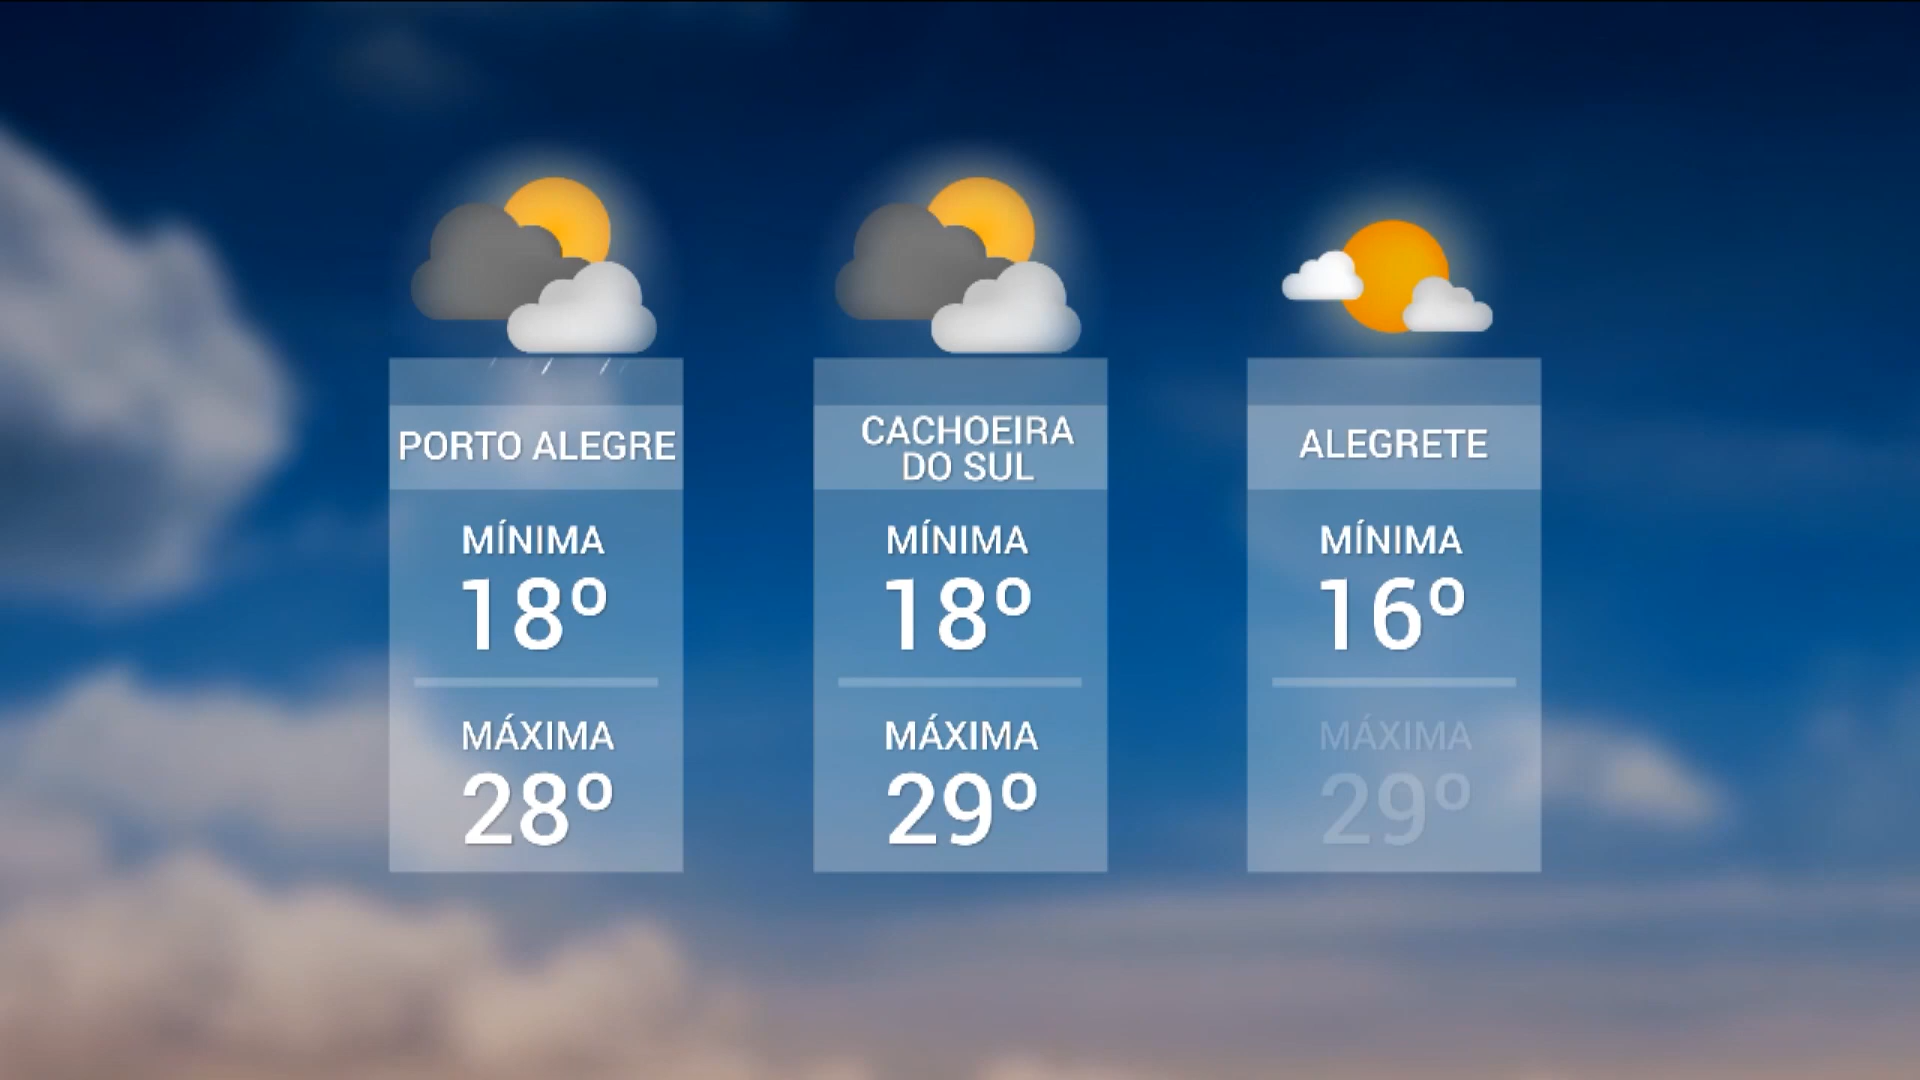 PORTO ALEGRE
MÍNIMA
18º
MÁXIMA
28º
CACHOEIRA
DO SUL
MÍNIMA
18º
MÁXIMA
29º
ALEGRETE
MÍNIMA
16º
MÁXIMA
29º